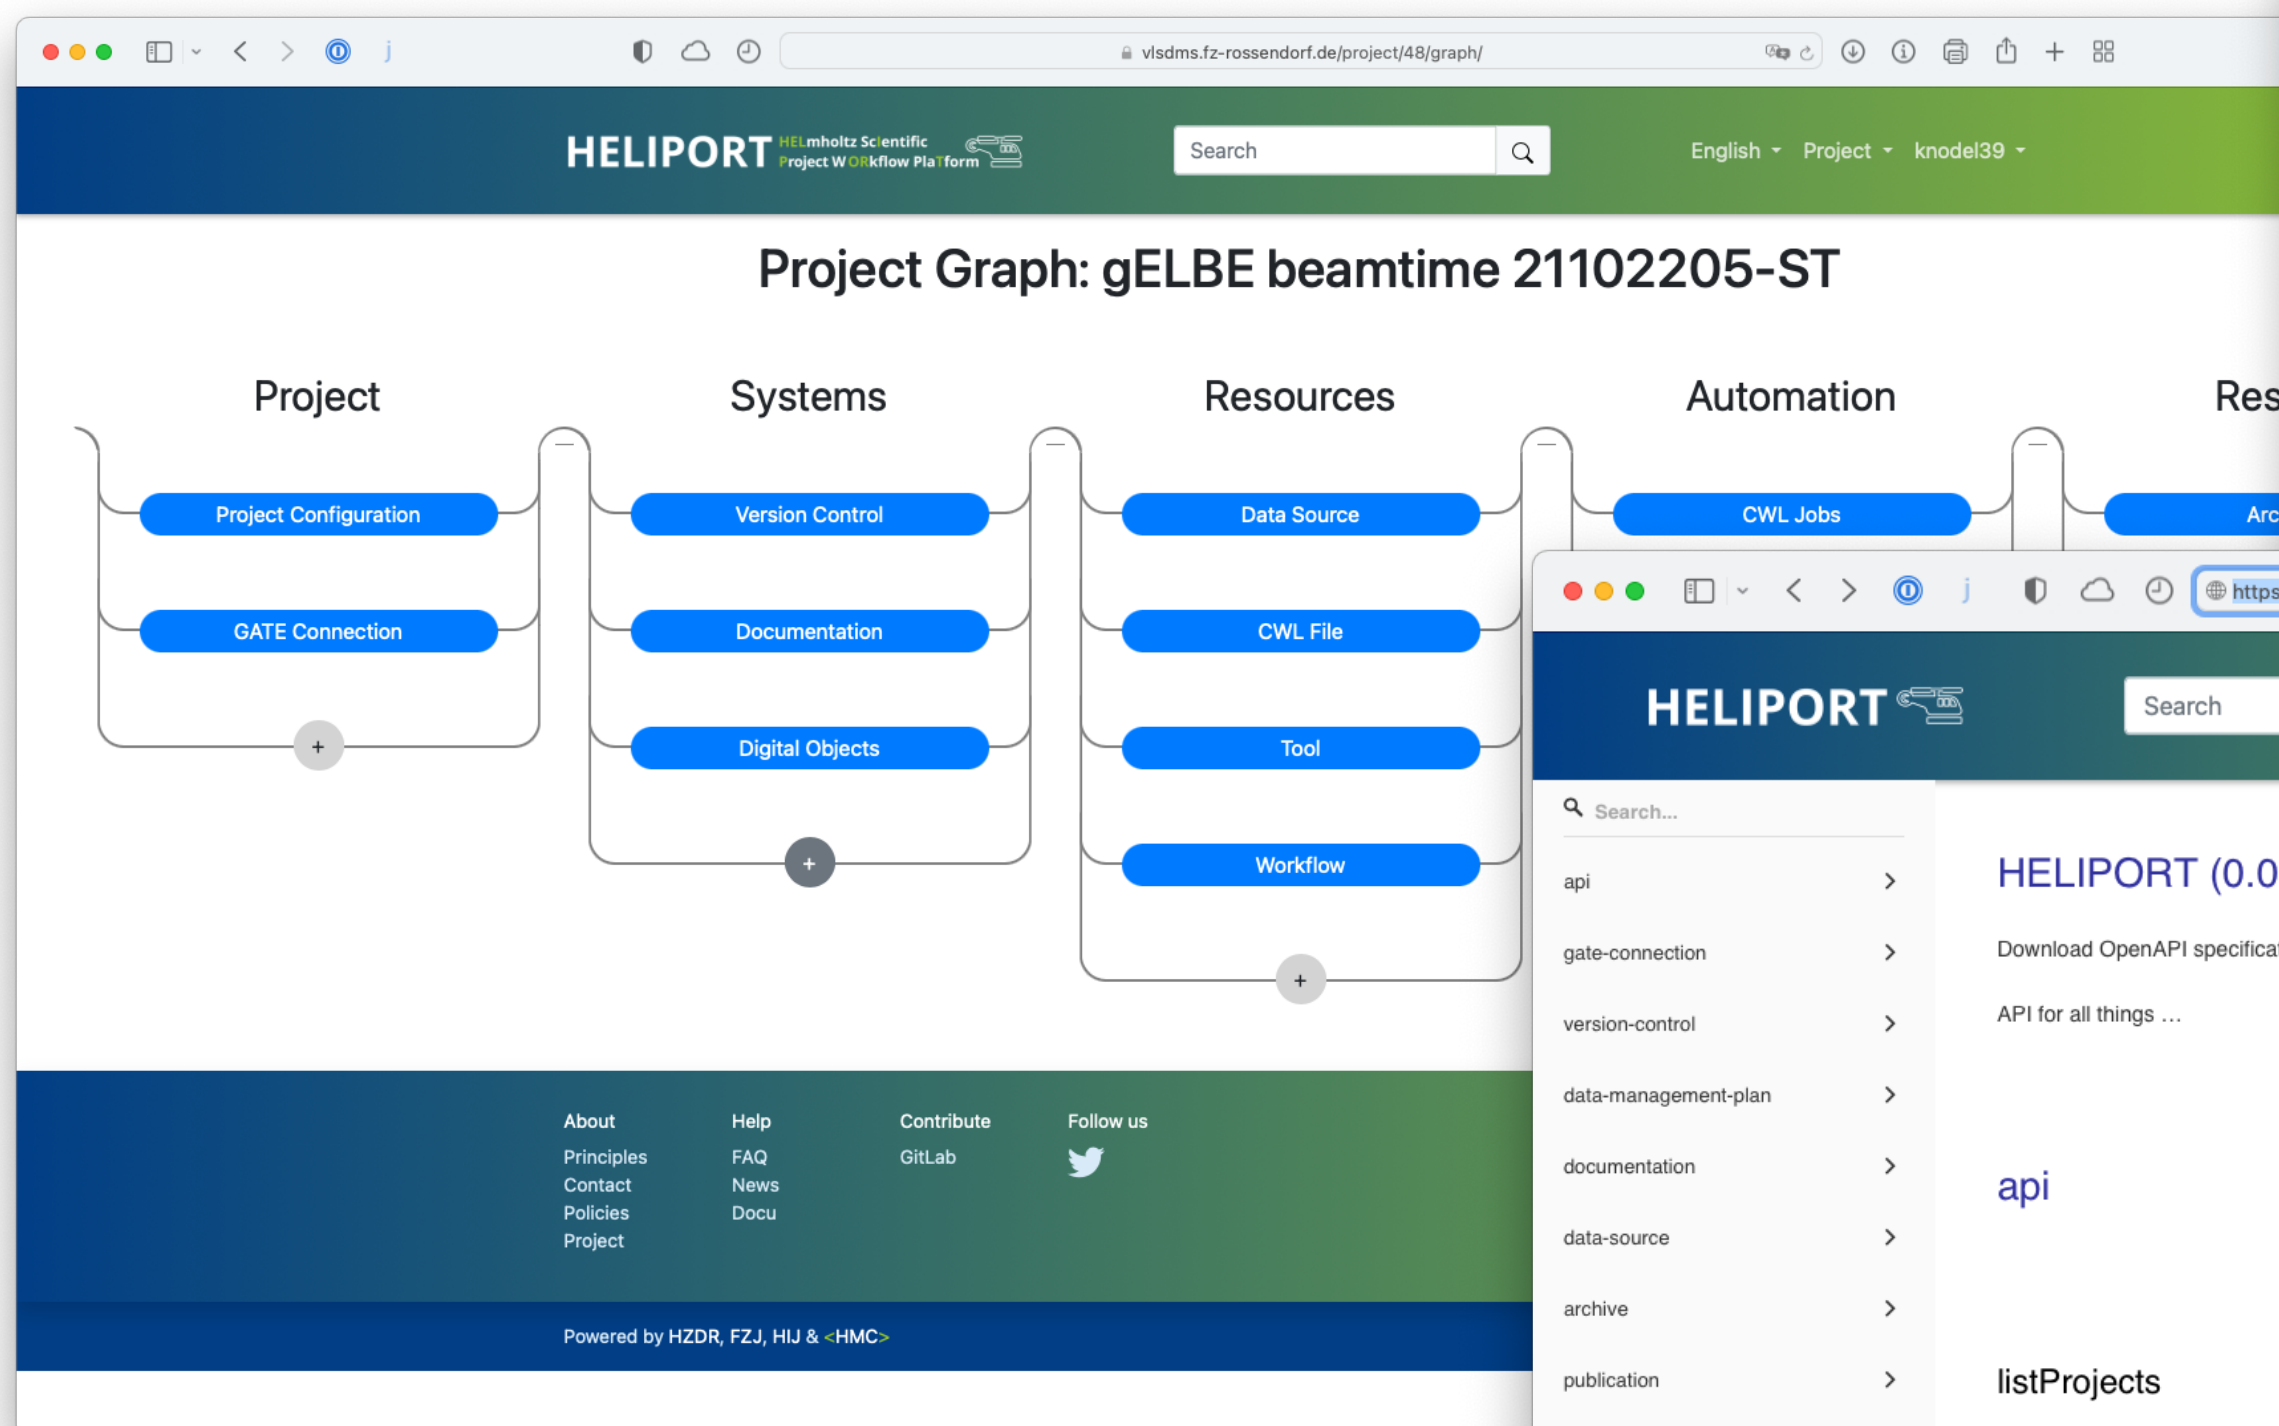 vlsdms.fz-rossendorf.de/project/48/graph/
HELIPORT HELmholtz ScIentific
Project WORkflow PlaTform
Search
English Project knodel39
Project Graph: gELBE beamtime 21102205-ST
Project Systems Resources Automation Res
Project Configuration Version Control Data Source CWL Jobs Arc
GATE Connection Documentation CWL File
+ Digital Objects Tool
+ Workflow
+
About Help Contribute Follow us
Principles FAQ GitLab
Contact News
Policies Docu
Project
Powered by HZDR, FZJ, HIJ & <HMC>
https
HELIPORT Search
Search...
api
gate-connection
version-control
data-management-plan
documentation
data-source
archive
publication
HELIPORT (0.0
Download OpenAPI specificat
API for all things ...
api
listProjects